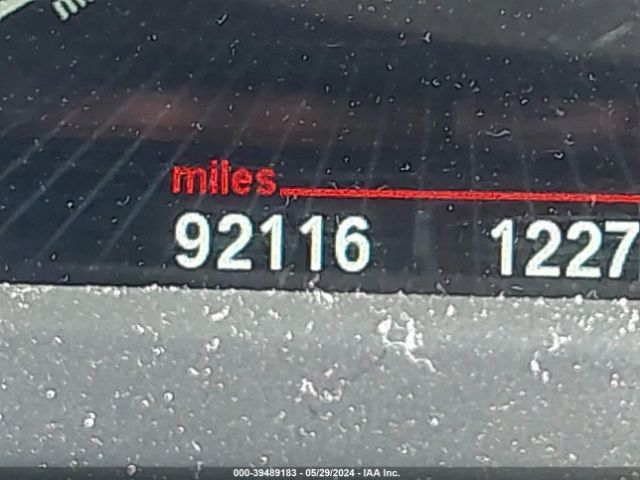 miles
92116 1227
000-39489183 - 05/29/2024 - IAA Inc.